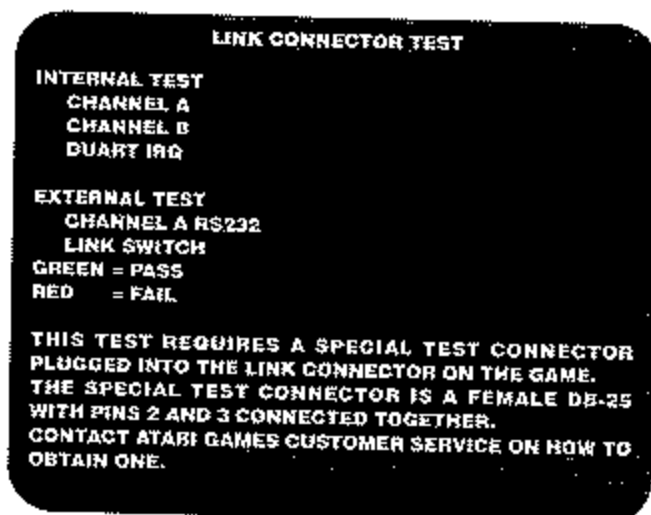 LINK CONNECTOR TEST
INTERNAL TEST
CHANNEL A
CHANNEL B
DUART IRQ
EXTERNAL TEST
CHANNEL A RS232
LINK SWITCH
GREEN = PASS
RED = FAIL
THIS TEST REQUIRES A SPECIAL TEST CONNECTOR
PLUGGED INTO THE LINK CONNECTOR ON THE GAME.
THE SPECIAL TEST CONNECTOR IS A FEMALE DB-25
WITH PINS 2 AND 3 CONNECTED TOGETHER.
CONTACT ATARI GAMES CUSTOMER SERVICE ON HOW TO
OBTAIN ONE.